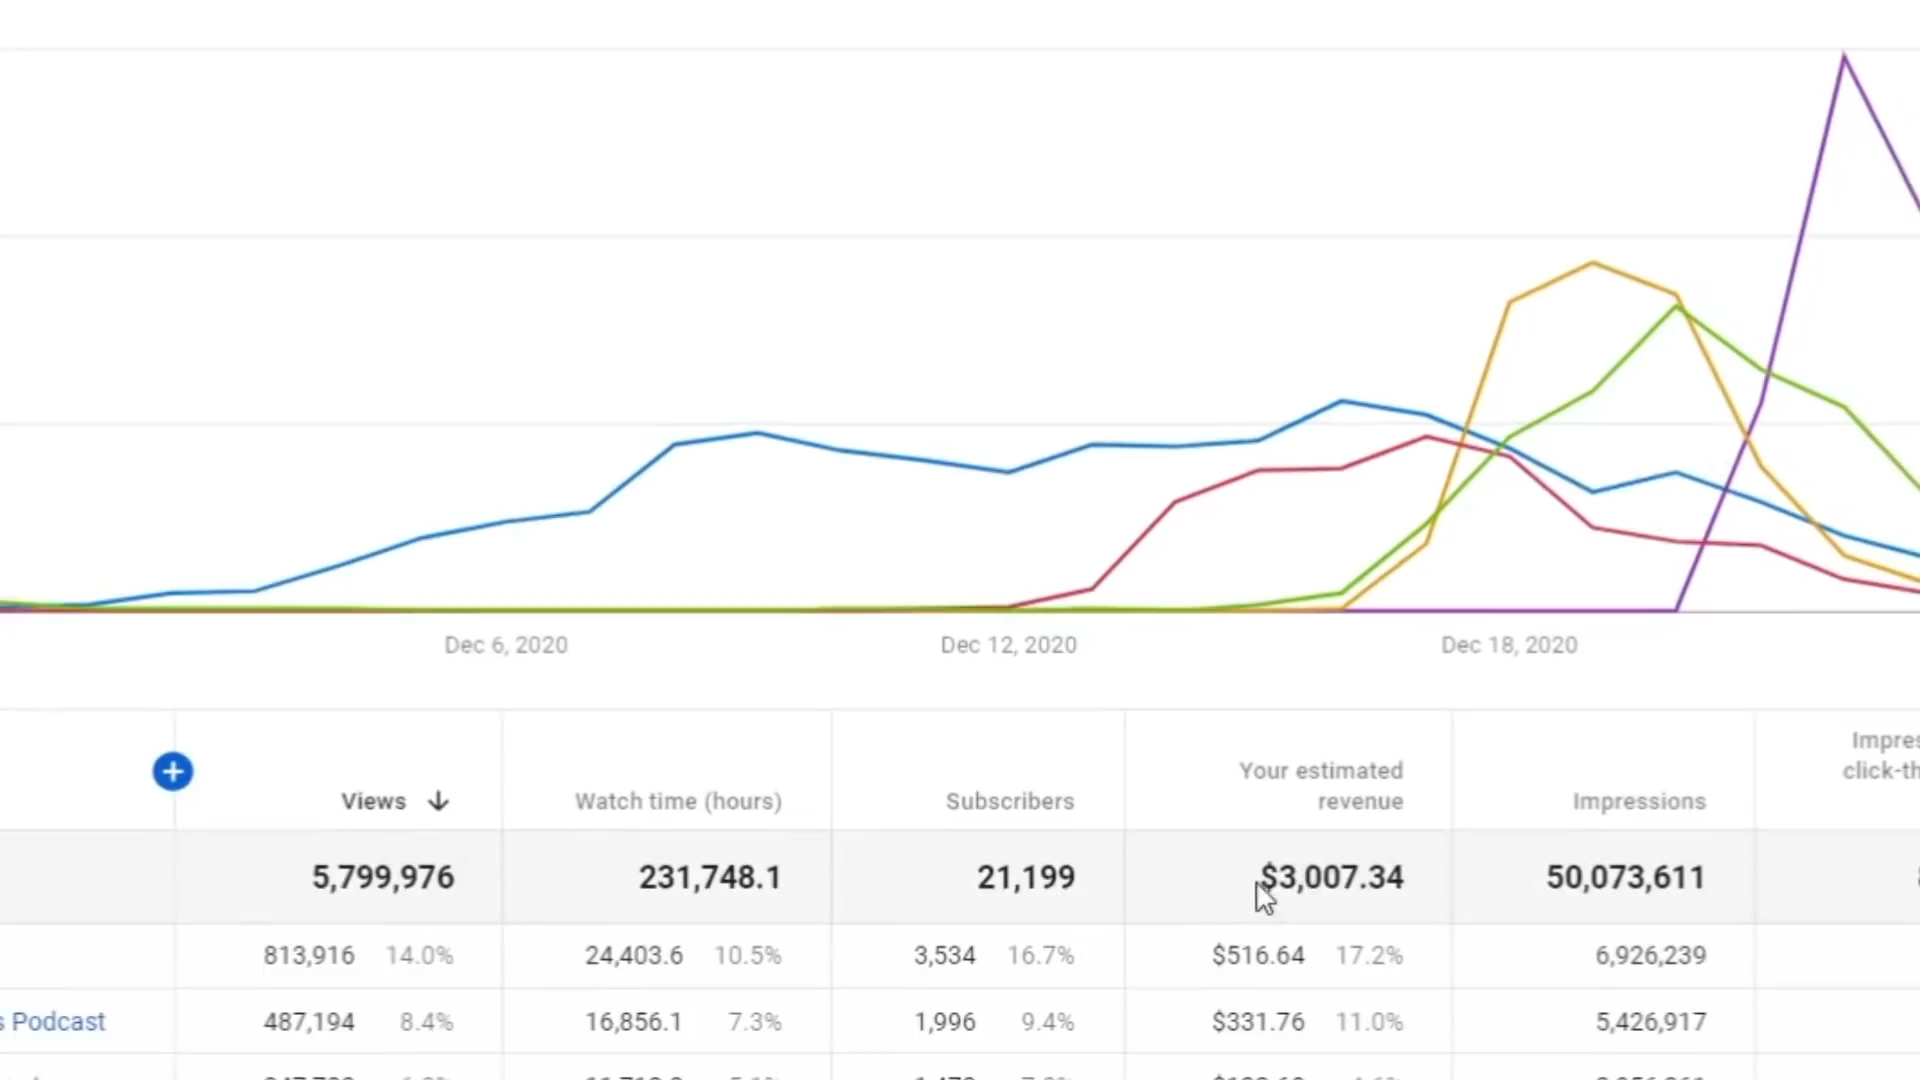 Dec 6, 2020 Dec 12, 2020 Dec 18, 2020
Your estimated
revenue
Views Watch time (hours) Subscribers Impressions
5,799,976 231,748.1 21,199 $3,007.34 50,073,611
813,916 14.0% 24,403.6 10.5% 3,534 16.7% $516.64 17.2% 6,926,239
s Podcast 487,194 8.4% 16,856.1 7.3% 1,996 9.4% $331.76 11.0% 5,426,917